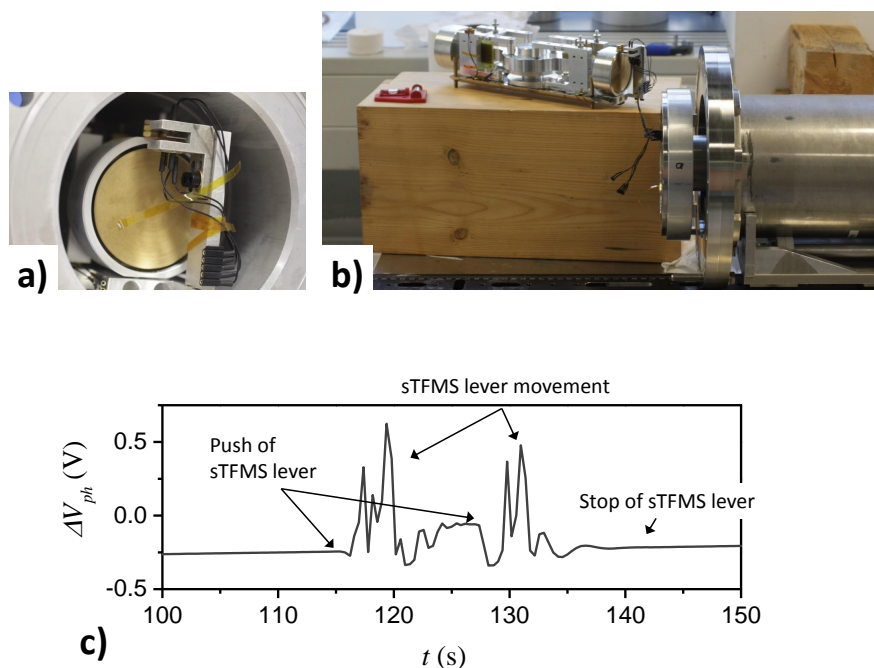 a)
b)
sTFMS lever movement
Push of
sTFMS lever
Stop of sTFMS lever
ΔV_ph (V)
0.5
0.0
-0.5
100 110 120 130 140 150
t (s)
c)